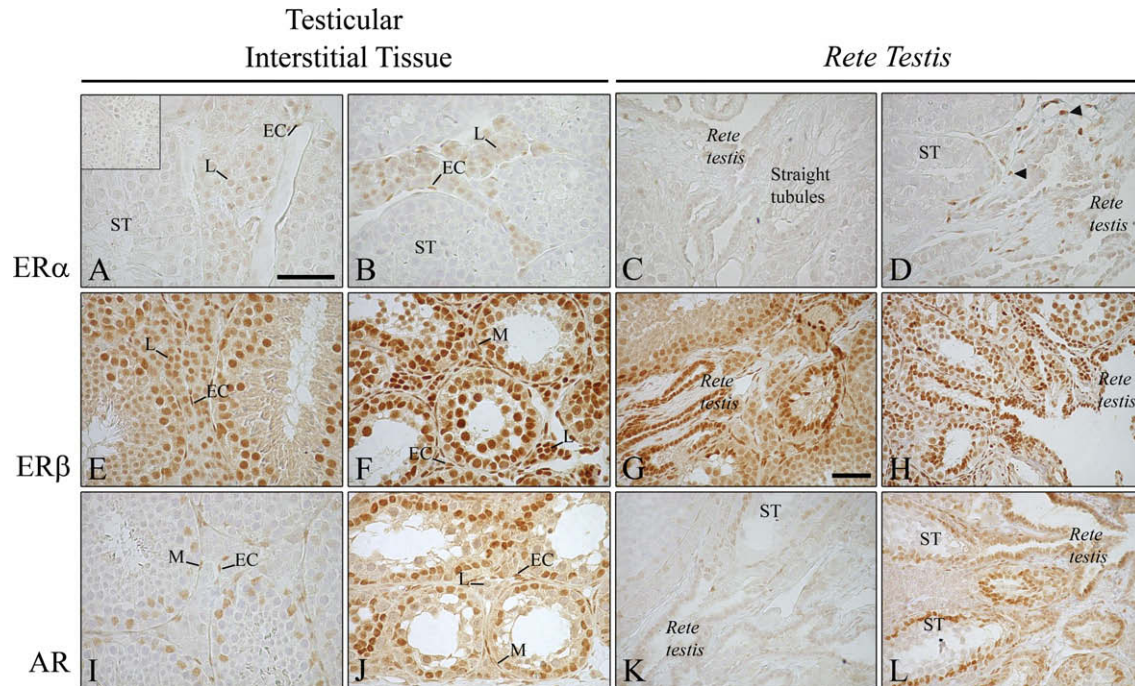 Testicular
Interstitial Tissue
Rete Testis
EC
L
ST
A
L
EC
ST
B
Rete
testis
Straight
tubules
C
ST
Rete
testis
D
ERα
L
EC
E
M
L
EC
F
Rete
testis
G
Rete
testis
H
ERβ
M
EC
I
EC
L
M
J
ST
Rete
testis
K
ST
Rete
testis
ST
L
AR